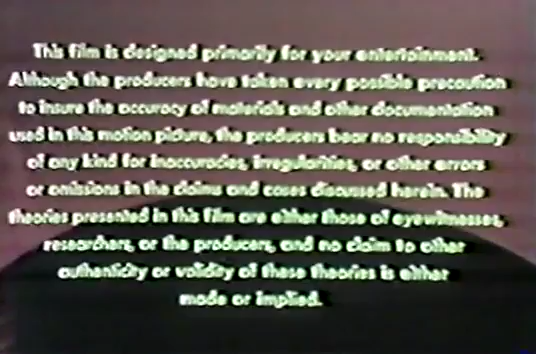 This film is designed primarily for your entertainment.
Although the producers have taken every possible precaution
to insure the accuracy of materials and other documentation
used in this motion picture, the producers bear no responsibility
of any kind for inaccuracies, irregularities, or other errors
or omissions in the claims and cases discussed herein. The
theories presented in this film are either those of eyewitnesses,
researchers, or the producers, and no claim to other
authenticity or validity of these theories is either
made or implied.